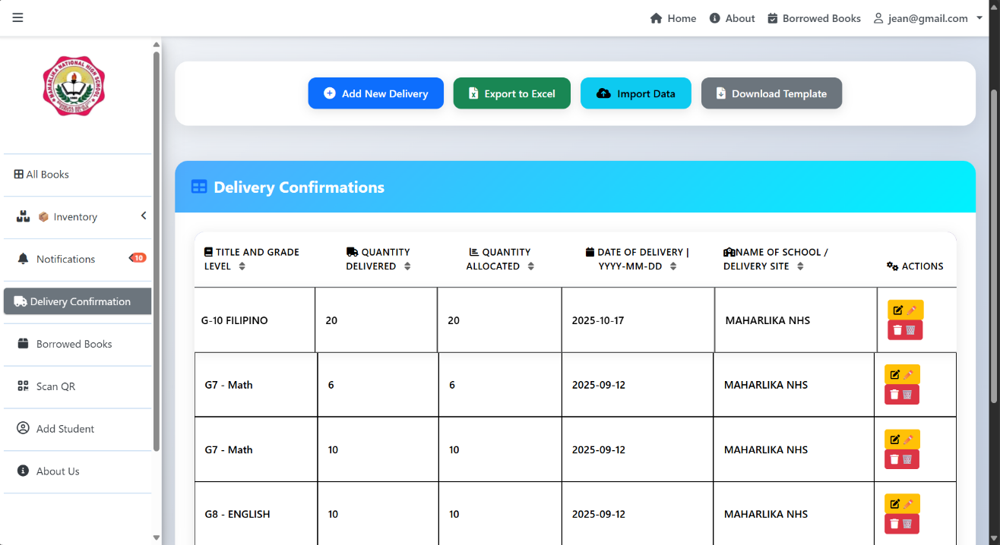 Home
About
Borrowed Books
jean@gmail.com
MAHARLIKA NATIONAL HIGH SCHOOL
All Books
Inventory
Notifications
10
Delivery Confirmation
Borrowed Books
Scan QR
Add Student
About Us
Add New Delivery
Export to Excel
Import Data
Download Template
Delivery Confirmations
TITLE AND GRADE
LEVEL
QUANTITY
DELIVERED
QUANTITY
ALLOCATED
DATE OF DELIVERY |
YYYY-MM-DD
NAME OF SCHOOL /
DELIVERY SITE
ACTIONS
G-10 FILIPINO 20 20 2025-10-17 MAHARLIKA NHS
G7 - Math 6 6 2025-09-12 MAHARLIKA NHS
G7 - Math 10 10 2025-09-12 MAHARLIKA NHS
G8 - ENGLISH 10 10 2025-09-12 MAHARLIKA NHS